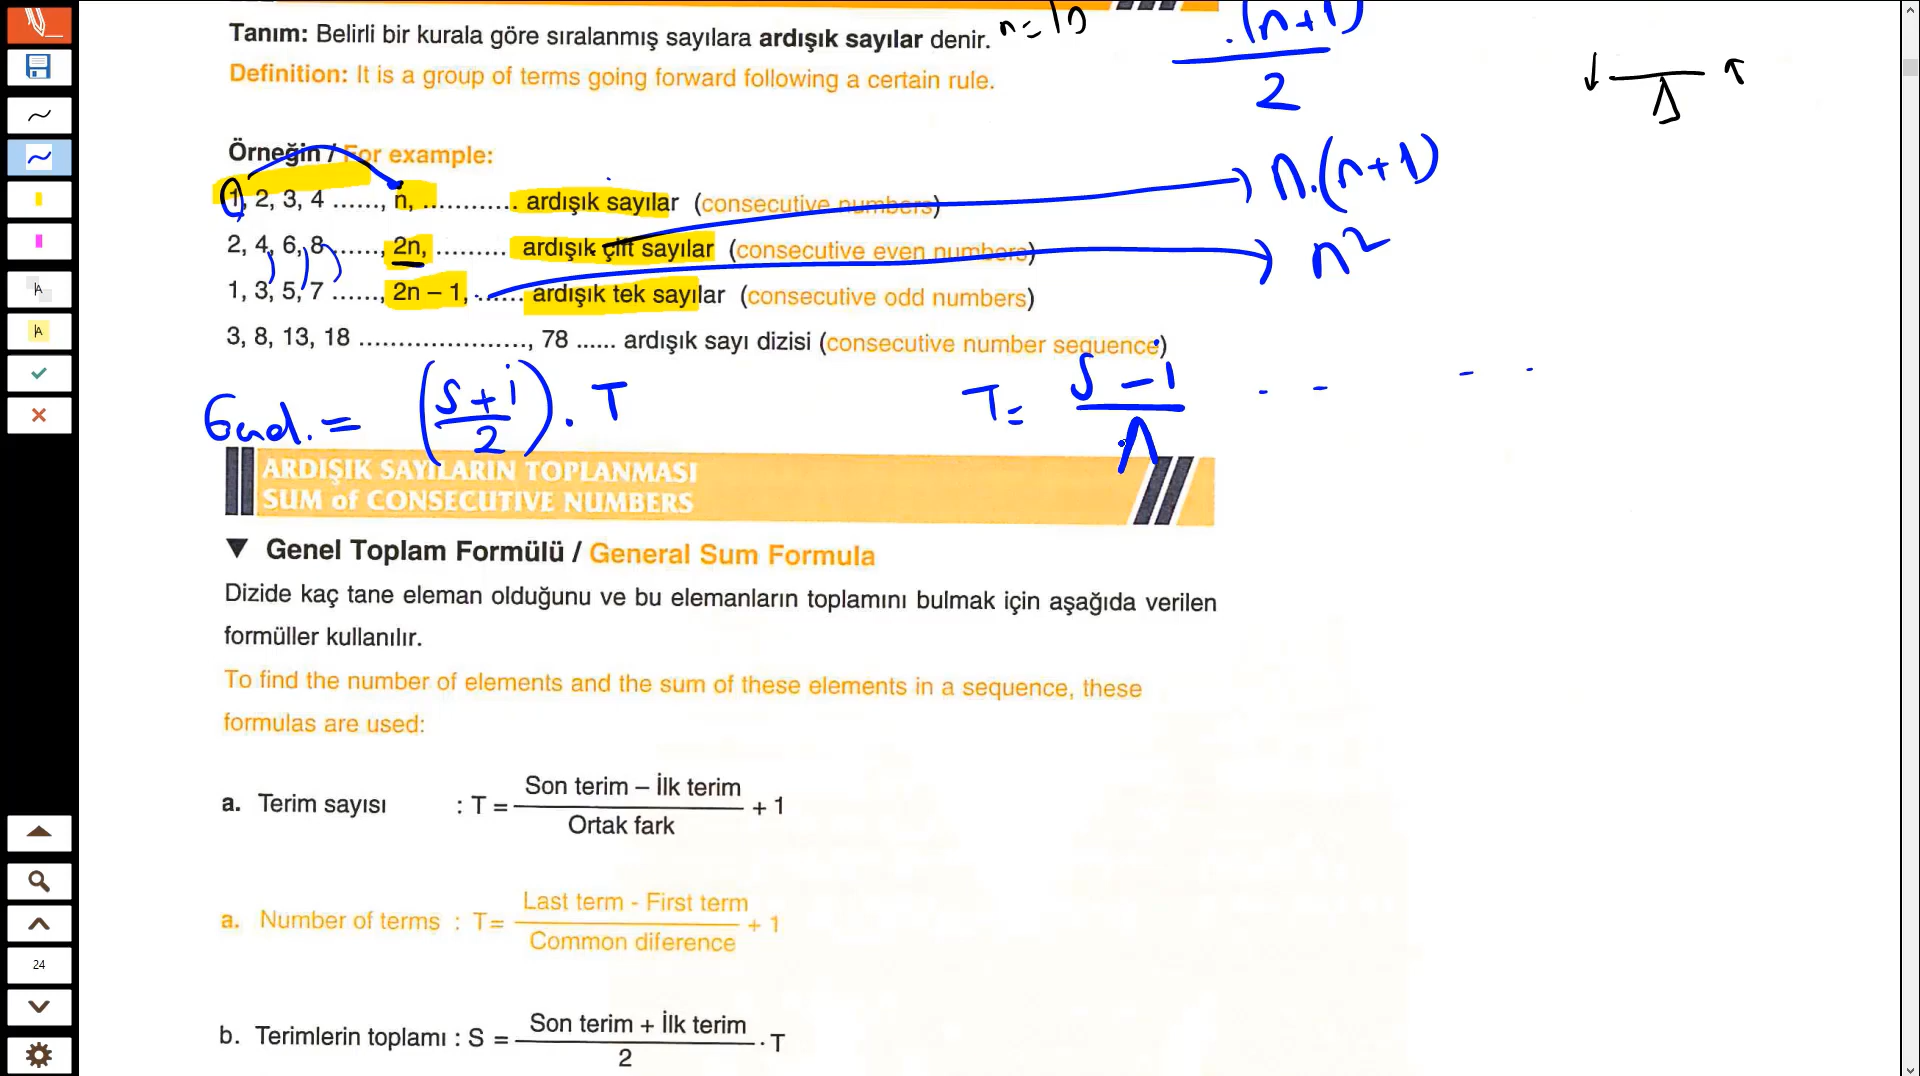 Tanım: Belirli bir kurala göre sıralanmış sayılara ardışık sayılar denir. n = 10
.(n+1)
2
Definition: It is a group of terms going forward following a certain rule.
Örneğin / For example:
1, 2, 3, 4 ......, n, ............ ardışık sayılar (consecutive numbers) n.(n+1)
2, 4, 6, 8 ......, 2n, ......... ardışık çift sayılar (consecutive even numbers) n²
1, 3, 5, 7 ......, 2n – 1, ....... ardışık tek sayılar (consecutive odd numbers)
3, 8, 13, 18 ....................., 78 ...... ardışık sayı dizisi (consecutive number sequence)
= (s+i / 2) . T T = s - i
ARDIŞIK SAYILARIN TOPLANMASI
SUM of CONSECUTIVE NUMBERS
▼ Genel Toplam Formülü / General Sum Formula
Dizide kaç tane eleman olduğunu ve bu elemanların toplamını bulmak için aşağıda verilen
formüller kullanılır.
To find the number of elements and the sum of these elements in a sequence, these
formulas are used:
a. Terim sayısı : T = Son terim – İlk terim / Ortak fark + 1
a. Number of terms : T= Last term - First term / Common diference + 1
b. Terimlerin toplamı : S = Son terim + İlk terim / 2 . T
24